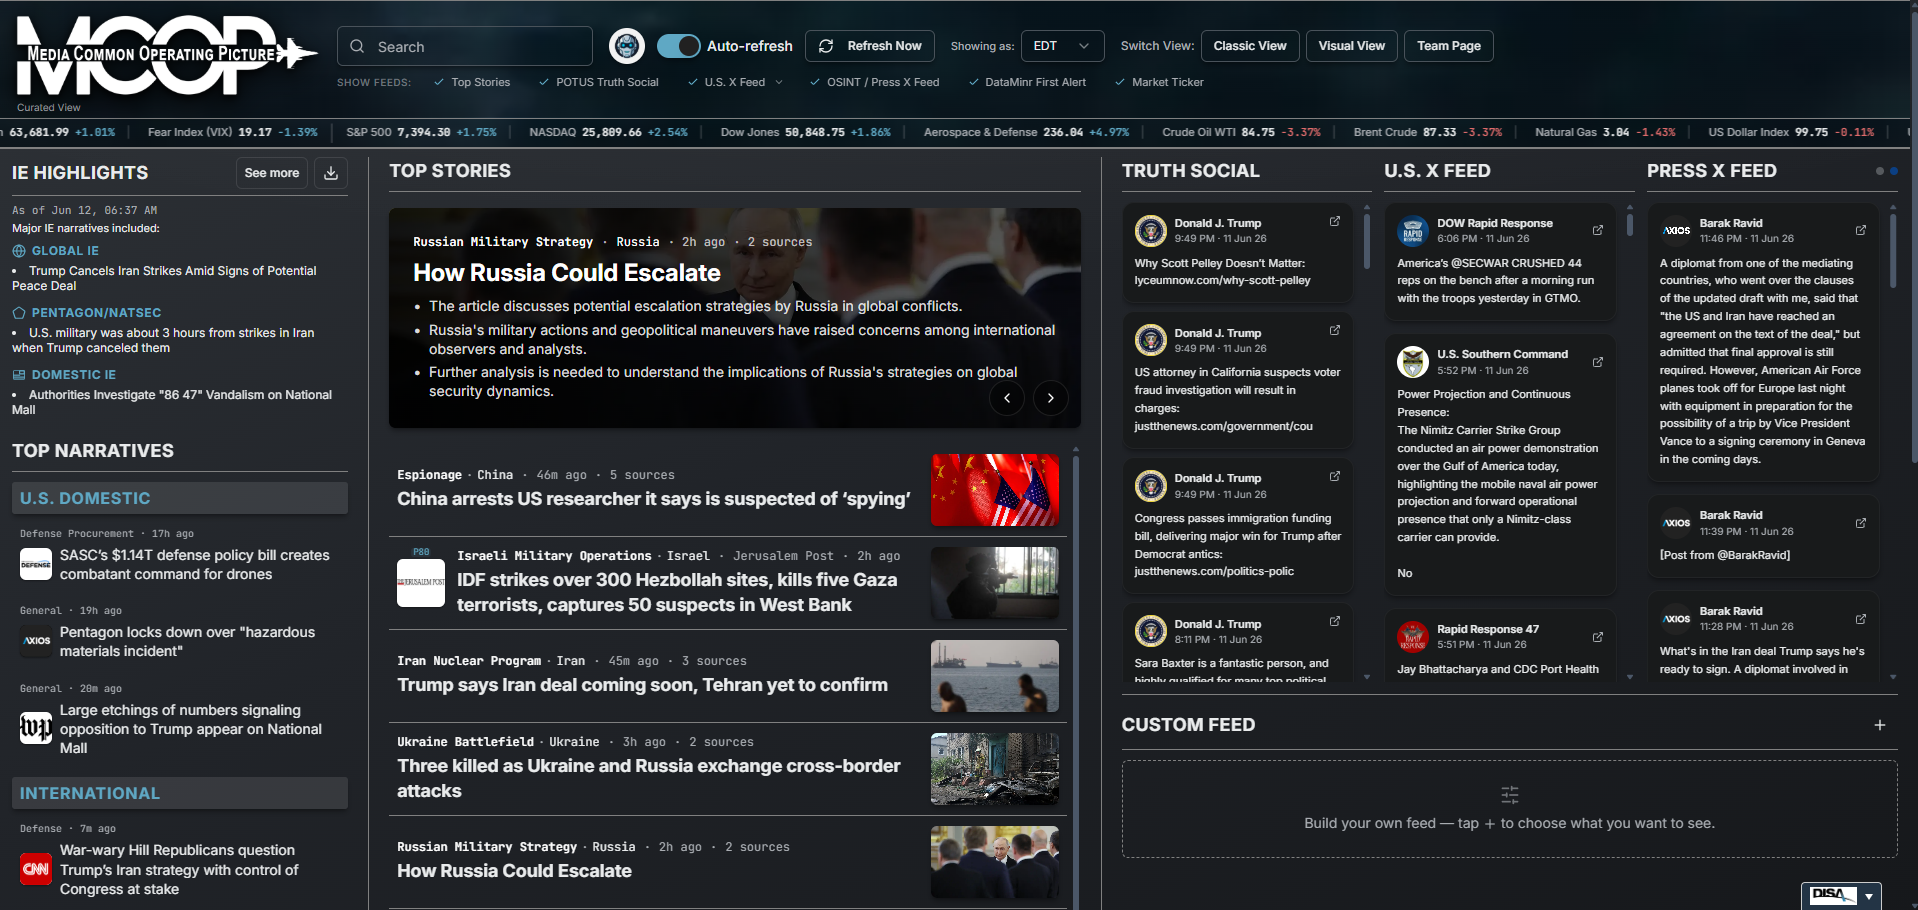 MCOP
MEDIA COMMON OPERATING PICTURE
Curated View
Search
Auto-refresh
Refresh Now
Showing as:
EDT
Switch View:
Classic View
Visual View
Team Page
SHOW FEEDS:
Top Stories
POTUS Truth Social
U.S. X Feed
OSINT / Press X Feed
DataMinr First Alert
Market Ticker
63,681.99 +1.01%
Fear Index (VIX) 19.17 -1.39%
S&P 500 7,394.30 +1.75%
NASDAQ 25,809.66 +2.54%
Dow Jones 50,848.75 +1.86%
Aerospace & Defense 236.04 +4.97%
Crude Oil WTI 84.75 -3.37%
Brent Crude 87.33 -3.37%
Natural Gas 3.04 -1.43%
US Dollar Index 99.75 -0.11%
IE HIGHLIGHTS
See more
As of Jun 12, 06:37 AM
Major IE narratives included:
GLOBAL IE
• Trump Cancels Iran Strikes Amid Signs of Potential
Peace Deal
PENTAGON/NATSEC
• U.S. military was about 3 hours from strikes in Iran
when Trump canceled them
DOMESTIC IE
• Authorities Investigate "86 47" Vandalism on National
Mall
TOP NARRATIVES
U.S. DOMESTIC
Defense Procurement · 17h ago
DEFENSE
SASC's $1.14T defense policy bill creates
combatant command for drones
General · 19h ago
AXIOS
Pentagon locks down over "hazardous
materials incident"
General · 20m ago
wp
Large etchings of numbers signaling
opposition to Trump appear on National
Mall
INTERNATIONAL
Defense · 7m ago
CNN
War-wary Hill Republicans question
Trump's Iran strategy with control of
Congress at stake
TOP STORIES
Russian Military Strategy · Russia · 2h ago · 2 sources
How Russia Could Escalate
• The article discusses potential escalation strategies by Russia in global conflicts.
• Russia's military actions and geopolitical maneuvers have raised concerns among international
observers and analysts.
• Further analysis is needed to understand the implications of Russia's strategies on global
security dynamics.
Espionage · China · 46m ago · 5 sources
China arrests US researcher it says is suspected of ‘spying’
P80
JERUSALEM POST
Israeli Military Operations · Israel · Jerusalem Post · 2h ago
IDF strikes over 300 Hezbollah sites, kills five Gaza
terrorists, captures 50 suspects in West Bank
Iran Nuclear Program · Iran · 45m ago · 3 sources
Trump says Iran deal coming soon, Tehran yet to confirm
Ukraine Battlefield · Ukraine · 3h ago · 2 sources
Three killed as Ukraine and Russia exchange cross-border
attacks
Russian Military Strategy · Russia · 2h ago · 2 sources
How Russia Could Escalate
TRUTH SOCIAL
Donald J. Trump
9:49 PM · 11 Jun 26
Why Scott Pelley Doesn't Matter:
lyceumnow.com/why-scott-pelley
Donald J. Trump
9:49 PM · 11 Jun 26
US attorney in California suspects voter
fraud investigation will result in
charges:
justthenews.com/government/cou
Donald J. Trump
9:49 PM · 11 Jun 26
Congress passes immigration funding
bill, delivering major win for Trump after
Democrat antics:
justthenews.com/politics-polic
Donald J. Trump
8:11 PM · 11 Jun 26
Sara Baxter is a fantastic person, and
highly qualified for many top political
U.S. X FEED
RAPID RESPONSE
DOW Rapid Response
6:06 PM · 11 Jun 26
America's @SECWAR CRUSHED 44
reps on the bench after a morning run
with the troops yesterday in GTMO.
U.S. Southern Command
5:52 PM · 11 Jun 26
Power Projection and Continuous
Presence:
The Nimitz Carrier Strike Group
conducted an air power demonstration
over the Gulf of America today,
highlighting the mobile naval air power
projection and forward operational
presence that only a Nimitz-class
carrier can provide.
No
Rapid Response 47
5:51 PM · 11 Jun 26
Jay Bhattacharya and CDC Port Health
PRESS X FEED
AXIOS
Barak Ravid
11:46 PM · 11 Jun 26
A diplomat from one of the mediating
countries, who went over the clauses
of the updated draft with me, said that
"the US and Iran have reached an
agreement on the text of the deal," but
admitted that final approval is still
required. However, American Air Force
planes took off for Europe last night
with equipment in preparation for the
possibility of a trip by Vice President
Vance to a signing ceremony in Geneva
in the coming days.
AXIOS
Barak Ravid
11:39 PM · 11 Jun 26
[Post from @BarakRavid]
AXIOS
Barak Ravid
11:28 PM · 11 Jun 26
What's in the Iran deal Trump says he's
ready to sign. A diplomat involved in
CUSTOM FEED
Build your own feed — tap + to choose what you want to see.
DISA